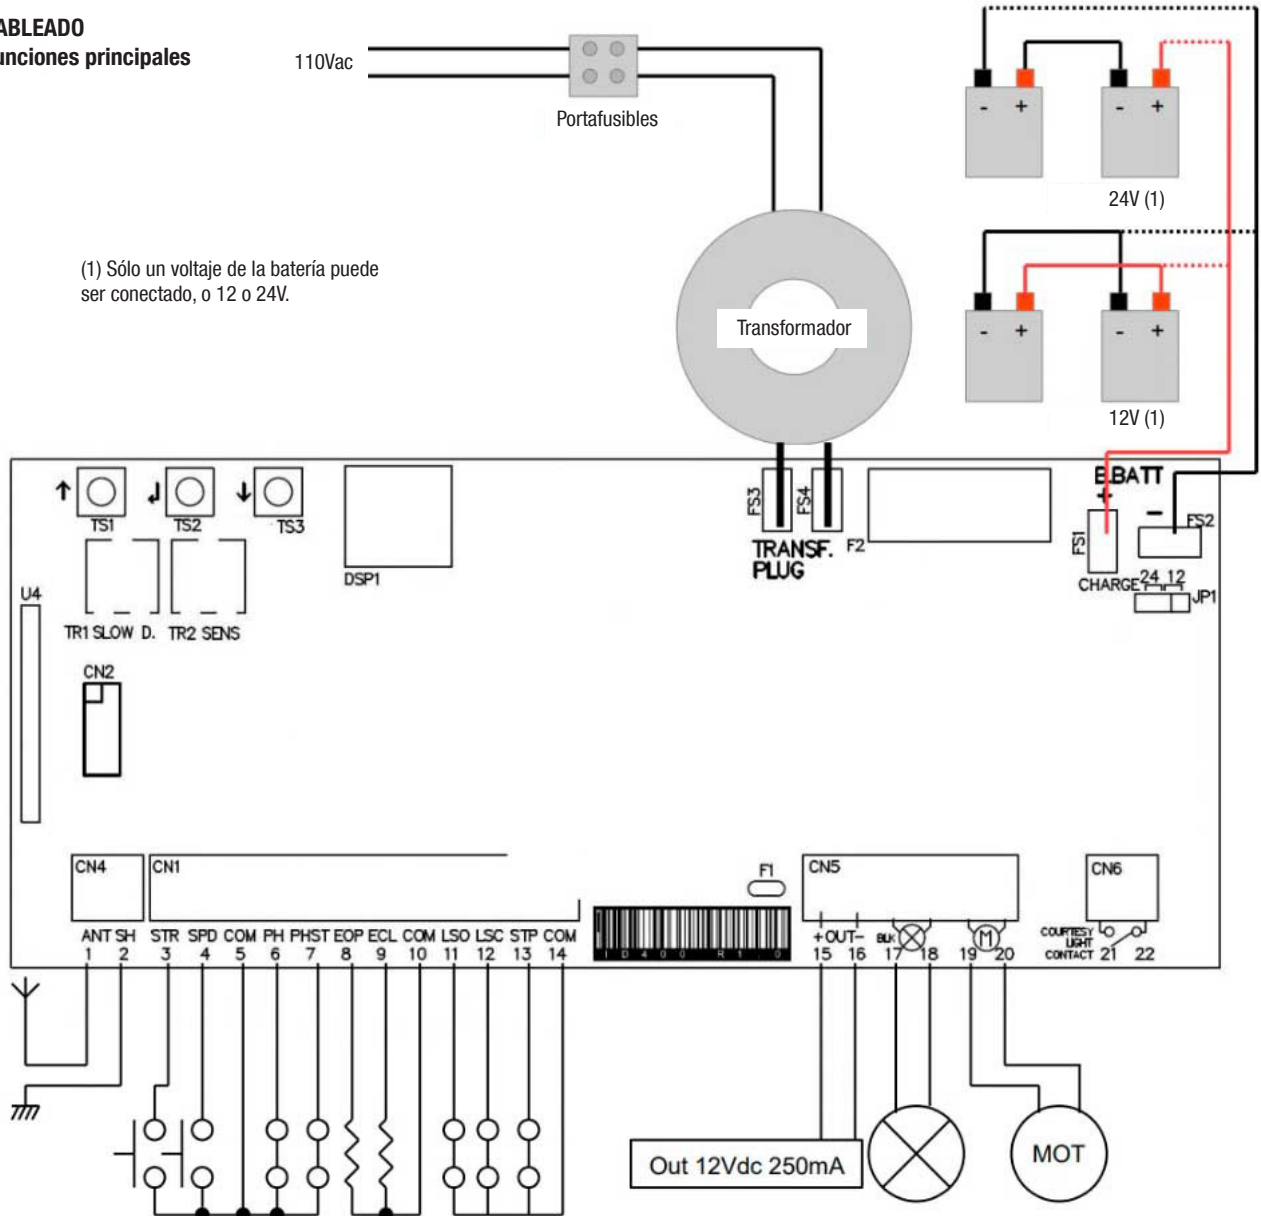 ABLEADO
unciones principales
110Vac
Portafusibles
- + - +
24V (1)
(1) Sólo un voltaje de la batería puede
ser conectado, o 12 o 24V.
Transformador
- + - +
12V (1)
TS1 TS2 TS3
DSP1
FS3 FS4
TRANSF.
PLUG
F2
B.BATT
+ -
FS1 FS2
CHARGE 24 12
JP1
U4
TR1 SLOW D. TR2 SENS
CN2
CN4 CN1 F1 CN5 CN6
ANT SH STR SPD COM PH PHST EOP ECL COM LSO LSC STP COM
1 2 3 4 5 6 7 8 9 10 11 12 13 14
ID400 R1.0
+OUT- BLK M
15 16 17 18 19 20
COURTESY
LIGHT
CONTACT 21 22
Out 12Vdc 250mA
MOT